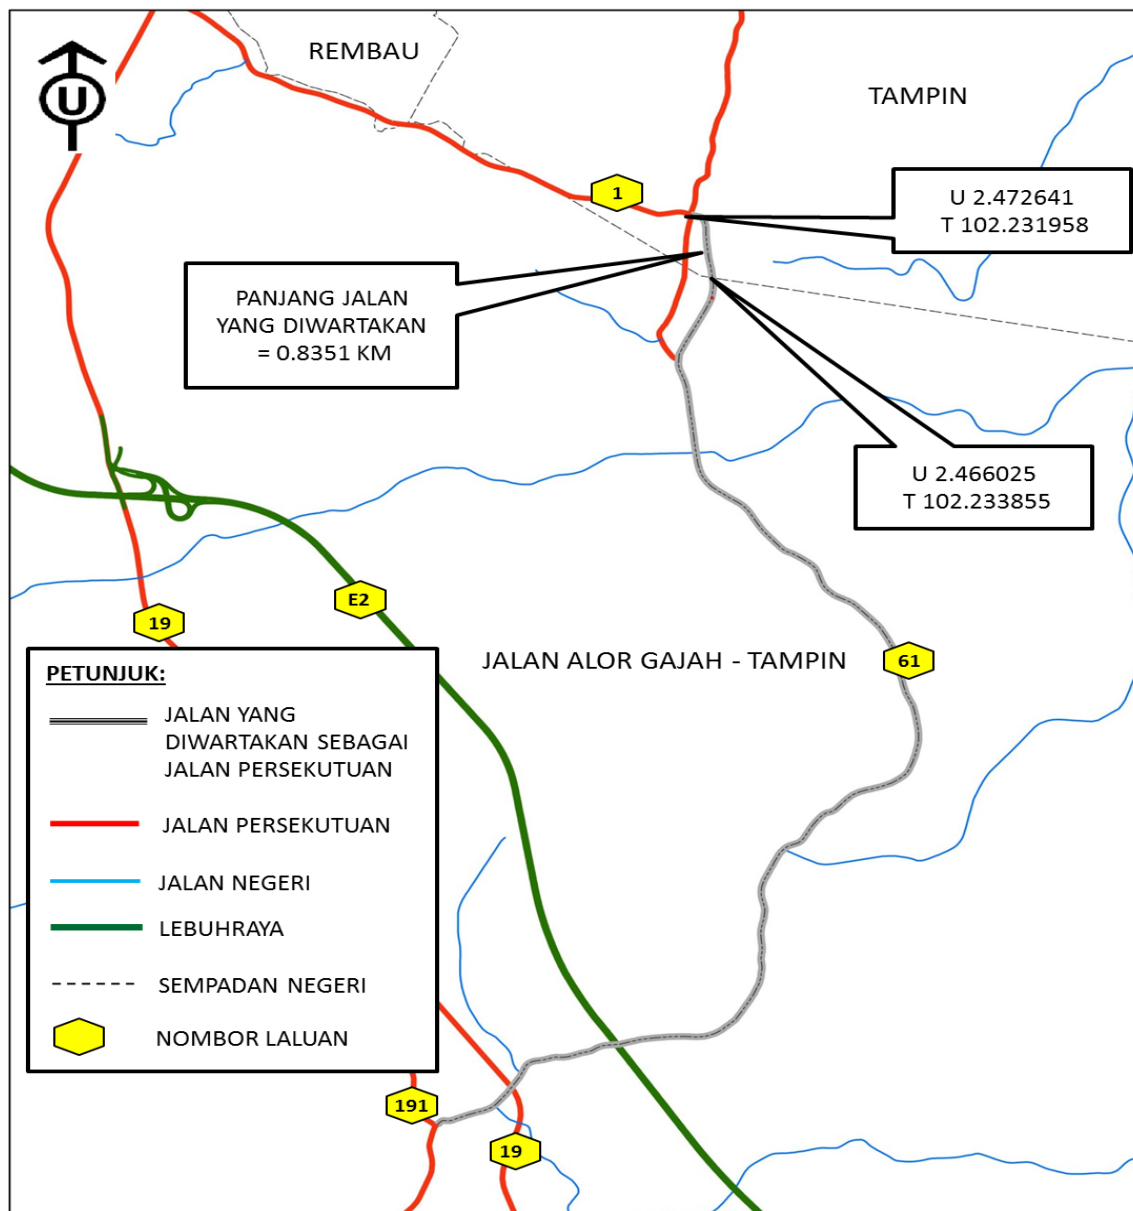 REMBAU
U
TAMPIN
1
U 2.472641
T 102.231958
PANJANG JALAN
YANG DIWARTAKAN
= 0.8351 KM
U 2.466025
T 102.233855
E2
19
JALAN ALOR GAJAH - TAMPIN
61
PETUNJUK:
JALAN YANG
DIWARTAKAN SEBAGAI
JALAN PERSEKUTUAN
JALAN PERSEKUTUAN
JALAN NEGERI
LEBUHRAYA
SEMPADAN NEGERI
NOMBOR LALUAN
191
19